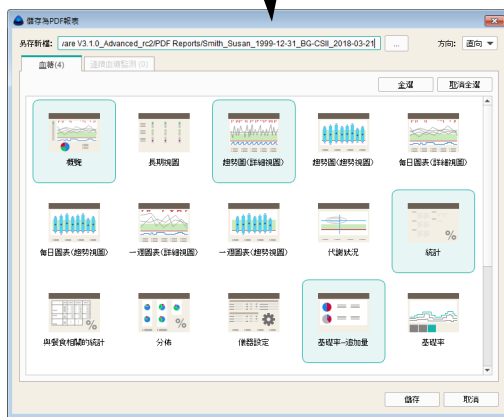 儲存為PDF報表
另存新檔: /are V3.1.0_Advanced_rc2/PDF Reports/Smith_Susan_1999-12-31_BG-CSII_2018-03-21 ... 方向: 直向
血糖(4) 連續血糖監測 (0)
全選 取消全選
概覽 長期視圖 趨勢圖(詳細視圖) 趨勢圖(趨勢視圖) 每日圖表(詳細視圖)
每日圖表(趨勢視圖) 一週圖表(詳細視圖) 一週圖表(趨勢視圖) 代謝狀況 統計
與餐食相關的統計 分佈 儀器設定 基礎率-追加量 基礎率
儲存 取消